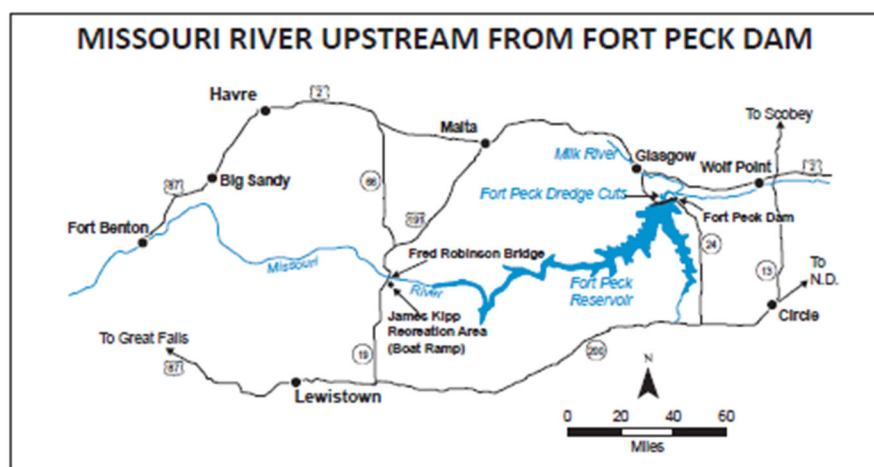 MISSOURI RIVER UPSTREAM FROM FORT PECK DAM
Havre
2
To Scobey
Malta
Milk River
Glasgow
Wolf Point
2
87
Big Sandy
66
Fort Peck Dredge Cuts
Fort Benton
191
Fort Peck Dam
Missouri
Fred Robinson Bridge
24
River
Fort Peck
Reservoir
13
To
N.D.
James Kipp
Recreation Area
(Boat Ramp)
Circle
To Great Falls
87
19
200
N
Lewistown
0 20 40 60
Miles